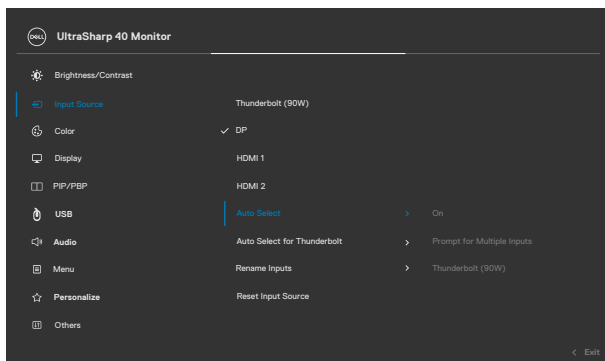 DELL UltraSharp 40 Monitor
Brightness/Contrast
Input Source Thunderbolt (90W)
Color ✓ DP
Display HDMI 1
PIP/PBP HDMI 2
USB Auto Select > On
Audio Auto Select for Thunderbolt > Prompt for Multiple Inputs
Menu Rename Inputs > Thunderbolt (90W)
Personalize Reset Input Source
Others
< Exit